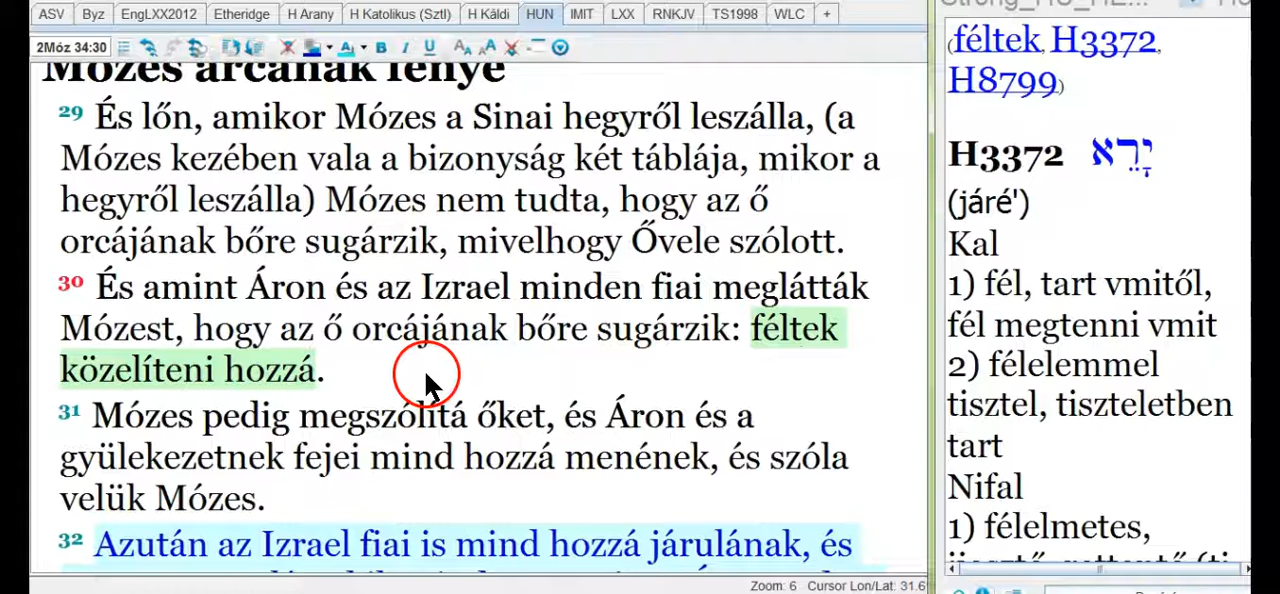 ASV Byz EngLXX2012 Etheridge H Arany H Katolikus (Sztl) H Káldi HUN IMIT LXX RNKJV TS1998 WLC +
2Móz 34:30
Mózes arcának fénye
29 És lőn, amikor Mózes a Sinai hegyről leszálla, (a
Mózes kezében vala a bizonyság két táblája, mikor a
hegyről leszálla) Mózes nem tudta, hogy az ő
orcájának bőre sugárzik, mivelhogy Ővele szólott.
30 És amint Áron és az Izrael minden fiai meglátták
Mózest, hogy az ő orcájának bőre sugárzik: féltek
közelíteni hozzá.
31 Mózes pedig megszólítá őket, és Áron és a
gyülekezetnek fejei mind hozzá menének, és szóla
velük Mózes.
32 Azután az Izrael fiai is mind hozzá járulának, és
Zoom: 6 Cursor Lon/Lat: 31.6
(féltek, H3372,
H8799)
H3372 יָרֵא
(járé')
Kal
1) fél, tart vmitől,
fél megtenni vmit
2) félelemmel
tisztel, tiszteletben
tart
Nifal
1) félelmetes,